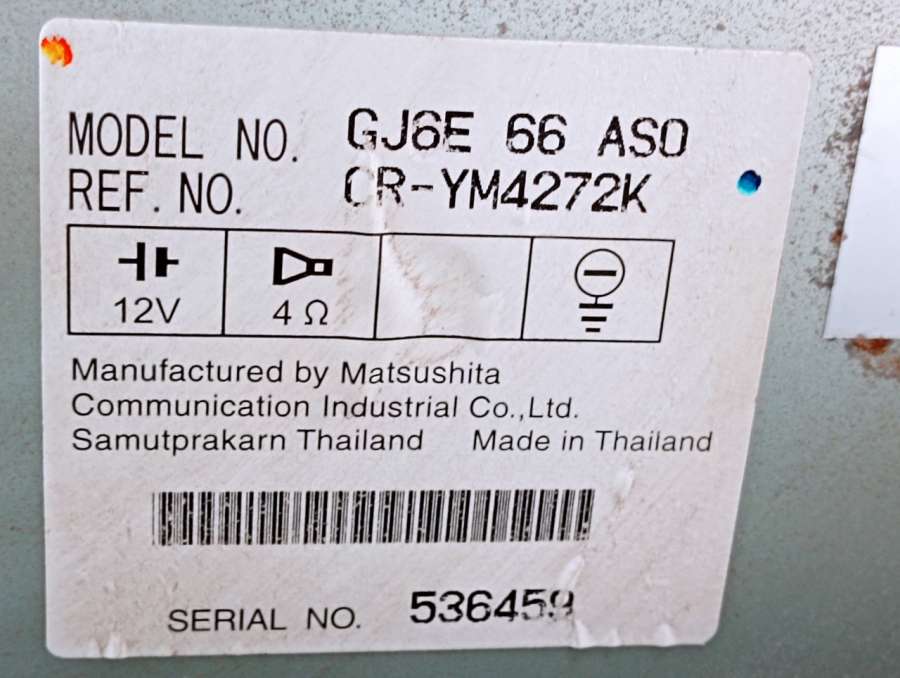 MODEL NO. GJ6E 66 AS0
REF. NO. CR-YM4272K
12V 4 Ω
Manufactured by Matsushita
Communication Industrial Co.,Ltd.
Samutprakarn Thailand Made in Thailand
SERIAL NO. 536459